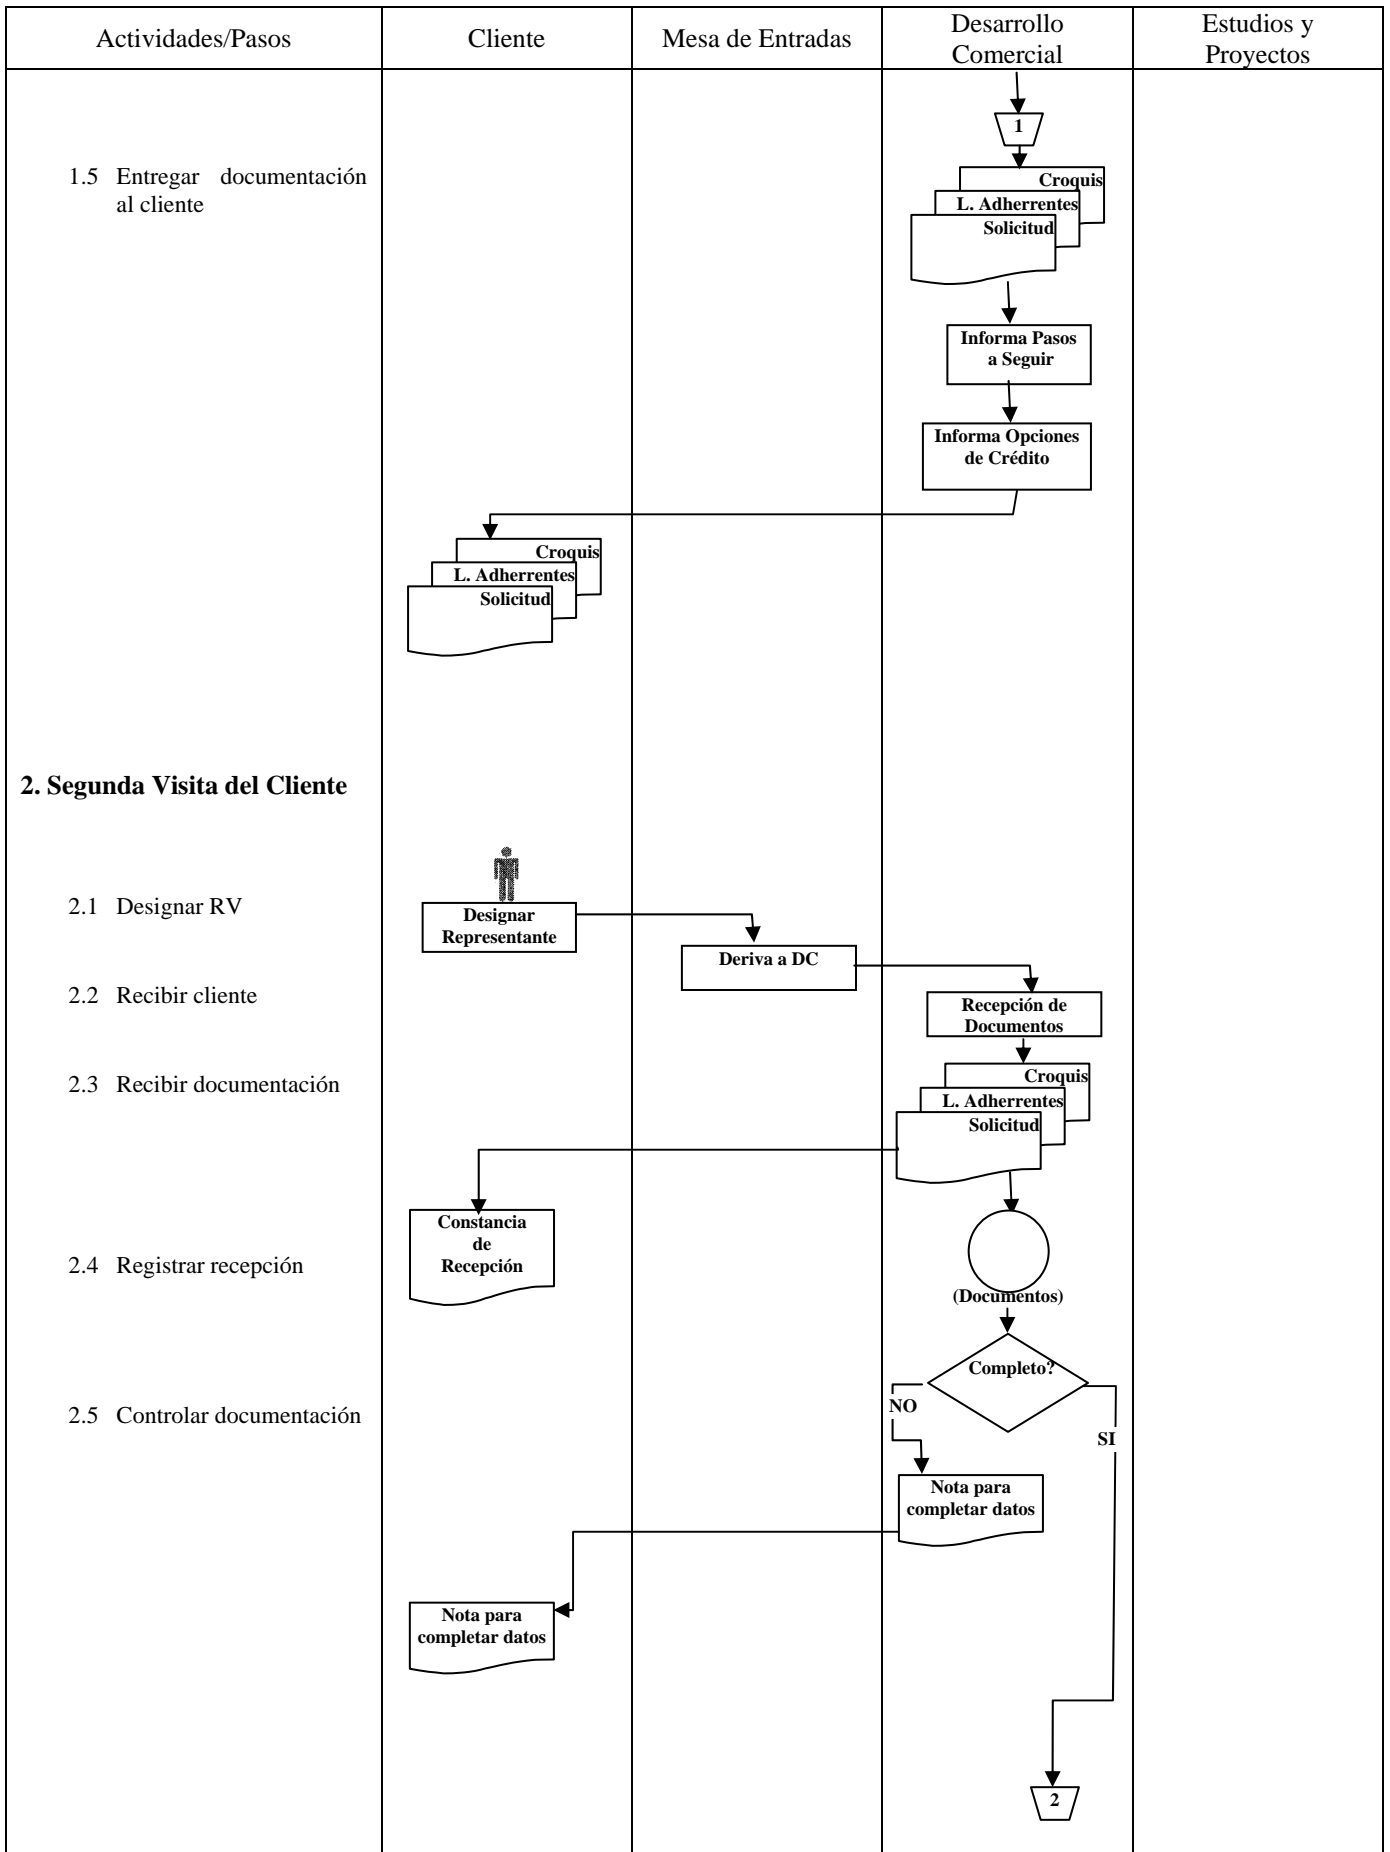 Actividades/Pasos
Cliente
Mesa de Entradas
Desarrollo
Comercial
Estudios y
Proyectos
1
1.5 Entregar documentación
al cliente
Croquis
L. Adherrentes
Solicitud
Informa Pasos
a Seguir
Informa Opciones
de Crédito
Croquis
L. Adherrentes
Solicitud
2. Segunda Visita del Cliente
2.1 Designar RV
Designar
Representante
Deriva a DC
2.2 Recibir cliente
Recepción de
Documentos
2.3 Recibir documentación
Croquis
L. Adherrentes
Solicitud
Constancia
de
Recepción
2.4 Registrar recepción
(Documentos)
Completo?
NO
SI
2.5 Controlar documentación
Nota para
completar datos
Nota para
completar datos
2